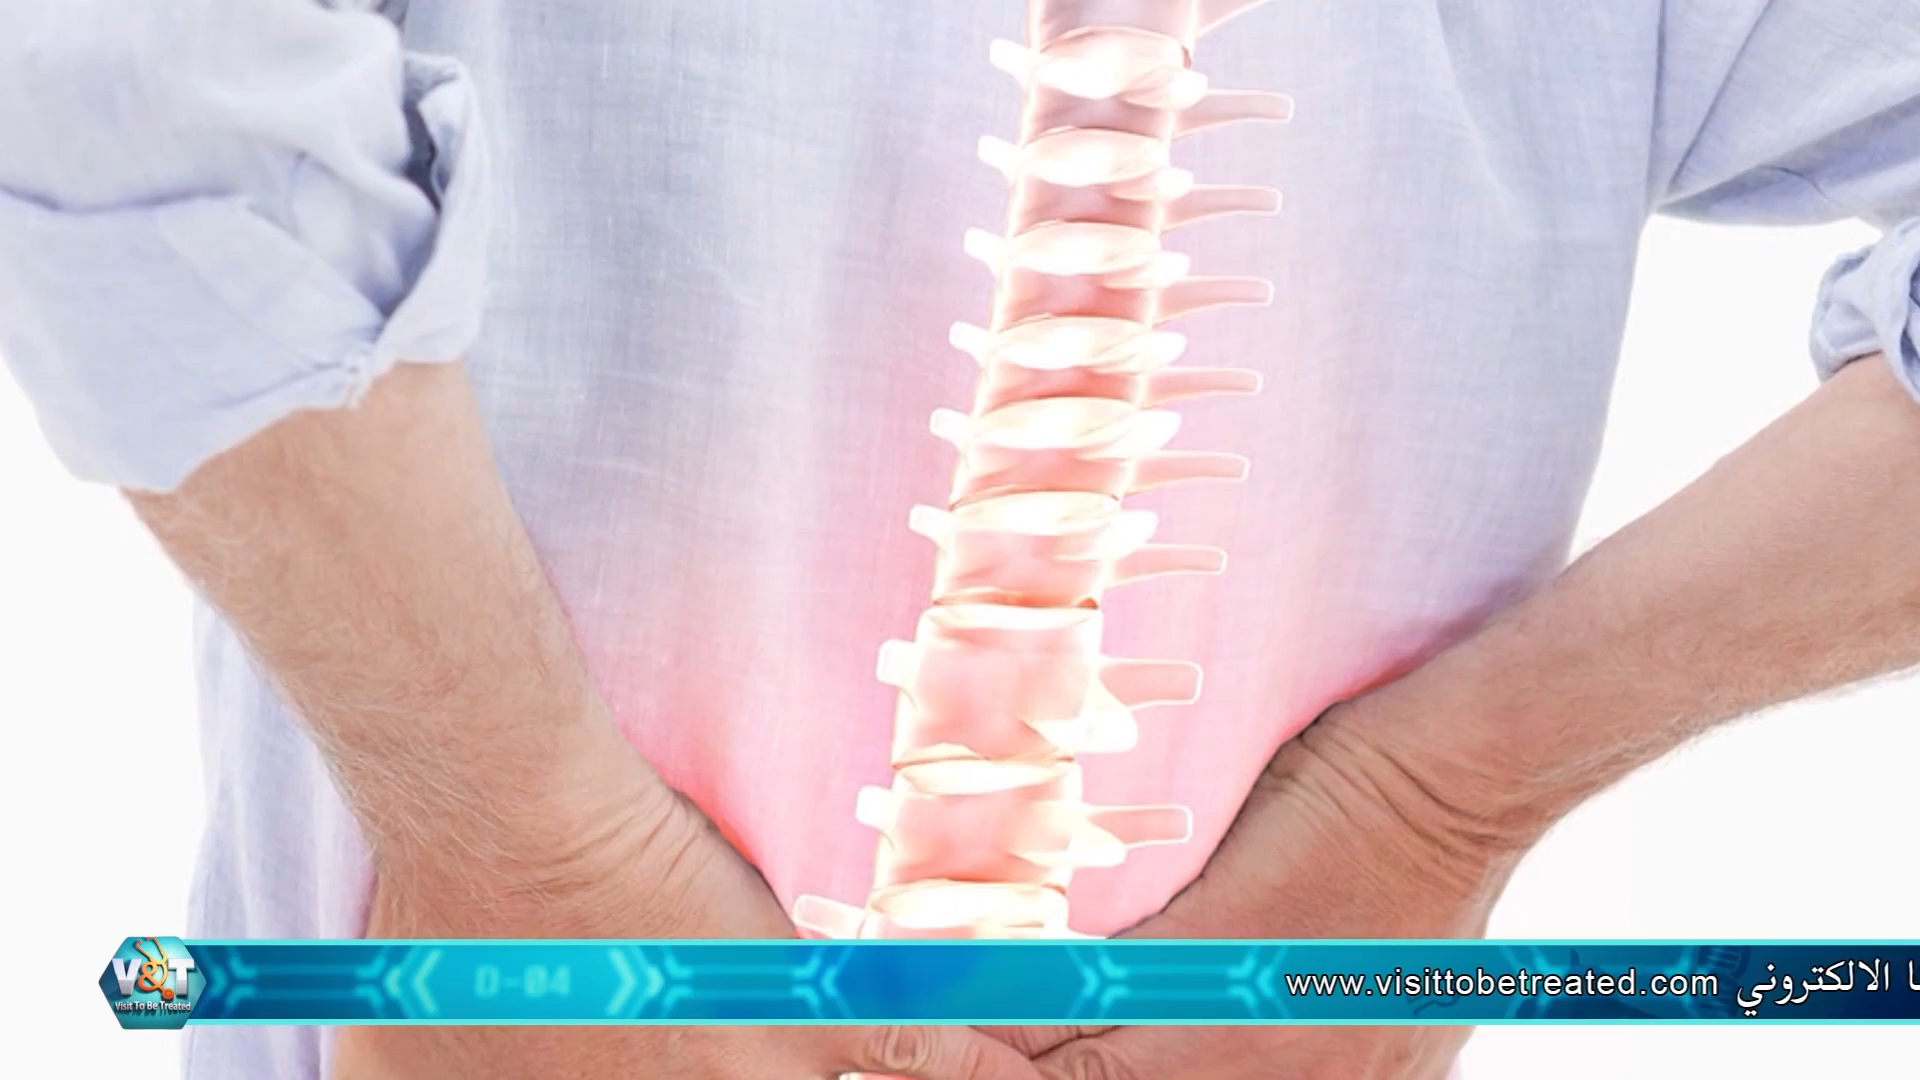 V&T
Visit To Be Treated
D-04
الالكتروني www.visittobetreated.com